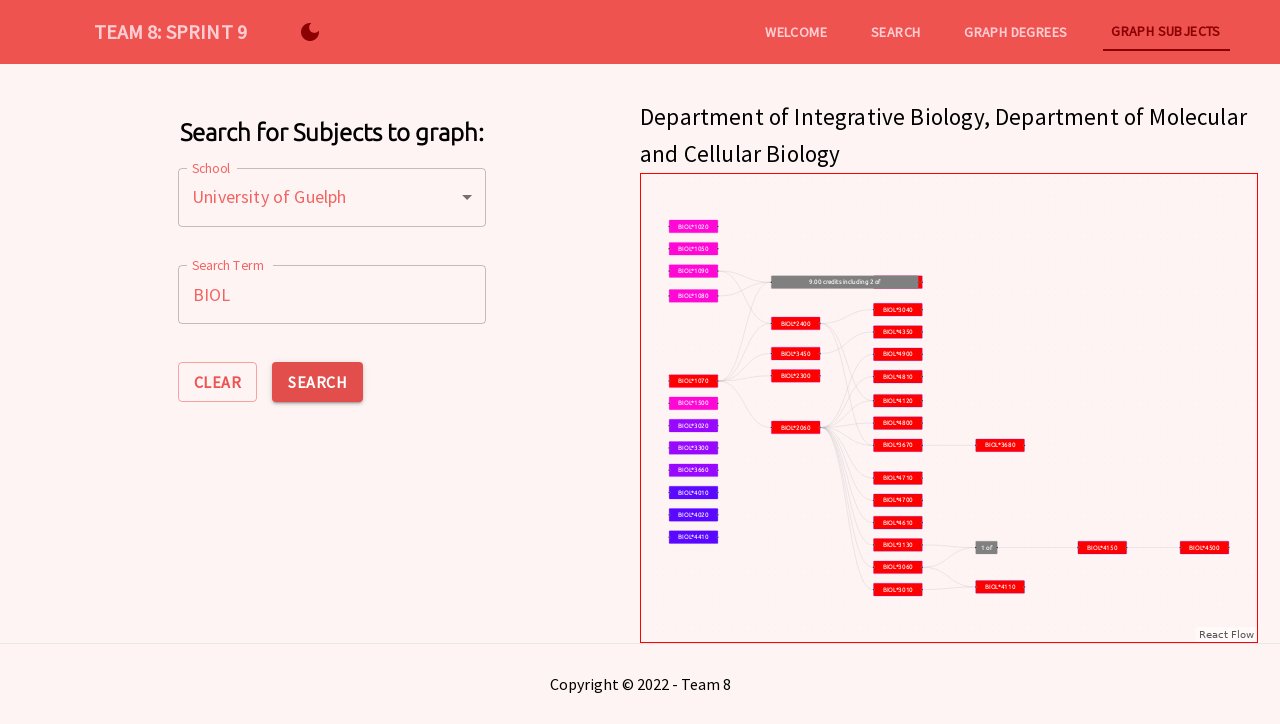 TEAM 8: SPRINT 9
WELCOME
SEARCH
GRAPH DEGREES
GRAPH SUBJECTS
Search for Subjects to graph:
School
University of Guelph
Search Term
BIOL
CLEAR
SEARCH
Department of Integrative Biology, Department of Molecular
and Cellular Biology
BIOL*1020
BIOL*1050
BIOL*1090
BIOL*1080
BIOL*1070
BIOL*1500
BIOL*3020
BIOL*3300
BIOL*3660
BIOL*4010
BIOL*4020
BIOL*4410
9.00 credits including 2 of
BIOL*2400
BIOL*3450
BIOL*2300
BIOL*2060
BIOL*3040
BIOL*4350
BIOL*4900
BIOL*4810
BIOL*4120
BIOL*4800
BIOL*3670
BIOL*4710
BIOL*4700
BIOL*4610
BIOL*3130
BIOL*3060
BIOL*3010
BIOL*3680
1 of
BIOL*4110
BIOL*4150
BIOL*4500
React Flow
Copyright © 2022 - Team 8